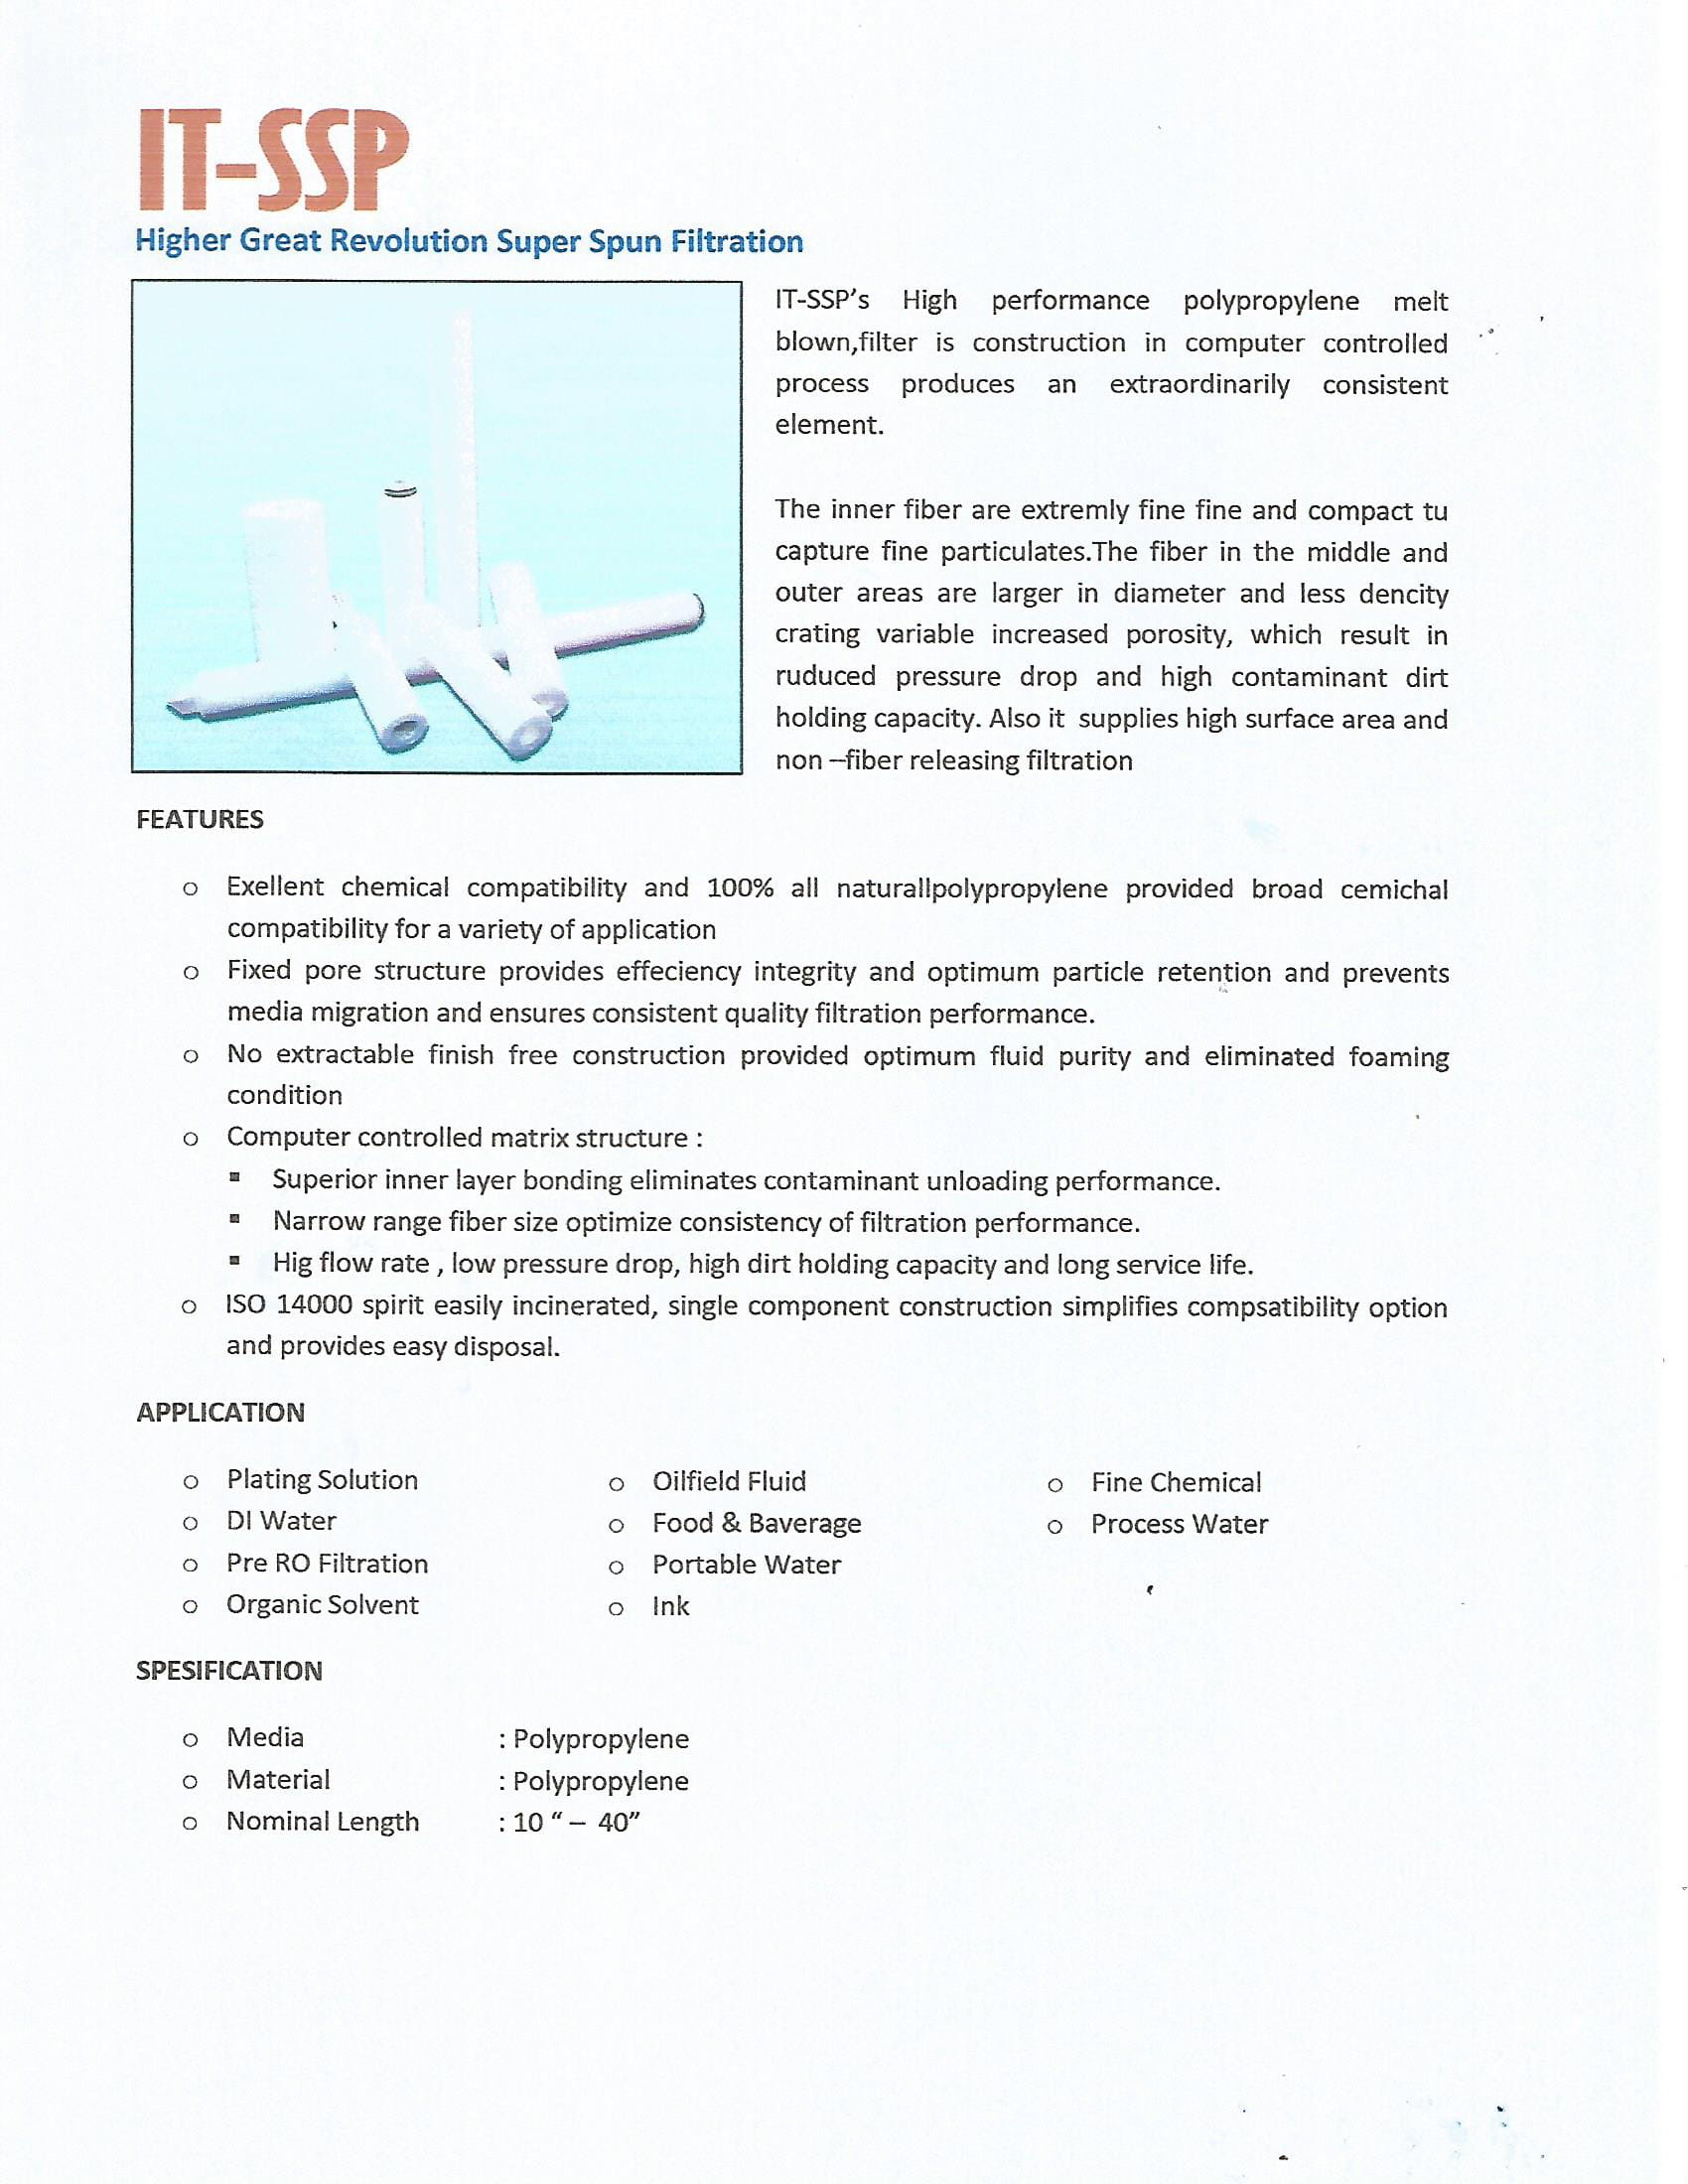 IT-SSP
Higher Great Revolution Super Spun Filtration
IT-SSP's High performance polypropylene melt
blown,filter is construction in computer controlled
process produces an extraordinarily consistent
element.
The inner fiber are extremly fine fine and compact tu
capture fine particulates.The fiber in the middle and
outer areas are larger in diameter and less dencity
crating variable increased porosity, which result in
ruduced pressure drop and high contaminant dirt
holding capacity. Also it supplies high surface area and
non –fiber releasing filtration
FEATURES
o Exellent chemical compatibility and 100% all naturallpolypropylene provided broad cemichal
compatibility for a variety of application
o Fixed pore structure provides effeciency integrity and optimum particle retention and prevents
media migration and ensures consistent quality filtration performance.
o No extractable finish free construction provided optimum fluid purity and eliminated foaming
condition
o Computer controlled matrix structure :
▪ Superior inner layer bonding eliminates contaminant unloading performance.
▪ Narrow range fiber size optimize consistency of filtration performance.
▪ Hig flow rate , low pressure drop, high dirt holding capacity and long service life.
o ISO 14000 spirit easily incinerated, single component construction simplifies compsatibility option
and provides easy disposal.
APPLICATION
o Plating Solution
o DI Water
o Pre RO Filtration
o Organic Solvent
o Oilfield Fluid
o Food & Baverage
o Portable Water
o Ink
o Fine Chemical
o Process Water
SPESIFICATION
o Media : Polypropylene
o Material : Polypropylene
o Nominal Length : 10 “ – 40”